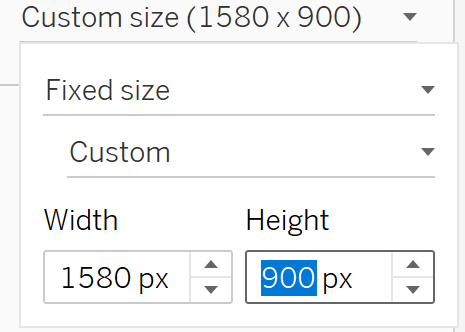 Custom size (1580 x 900)
Fixed size
Custom
Width Height
1580 px 900 px